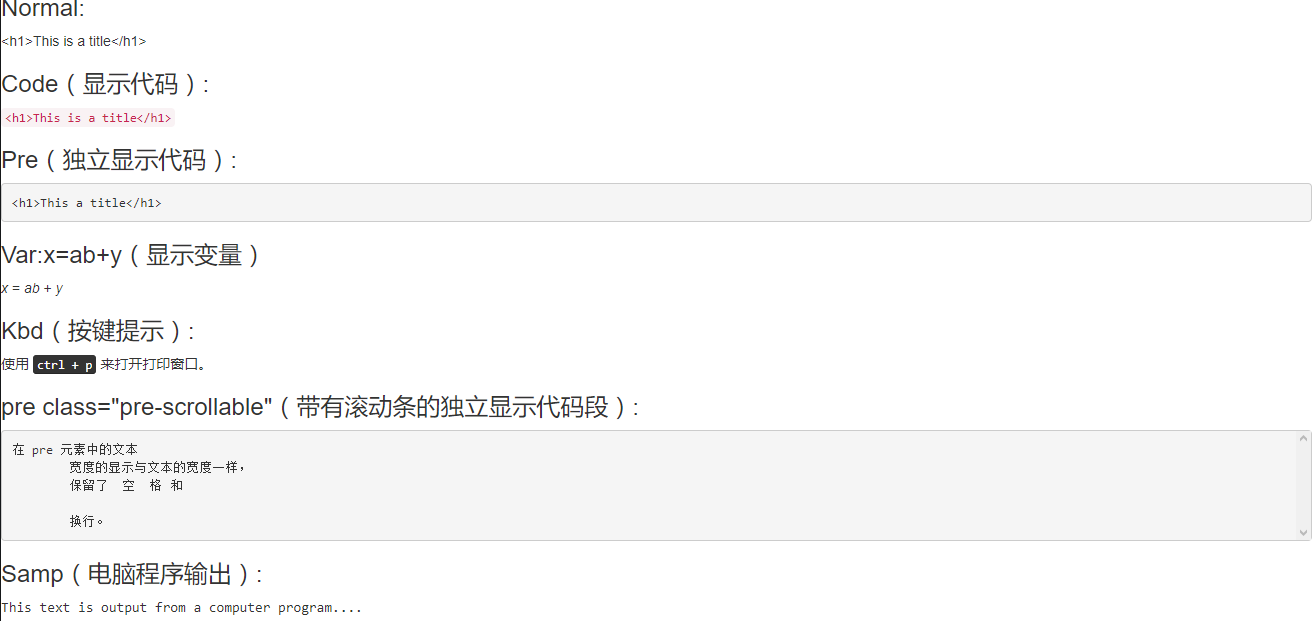 Normal:
<h1>This is a title</h1>
Code（显示代码）:
<h1>This is a title</h1>
Pre（独立显示代码）:
<h1>This a title</h1>
Var:x=ab+y（显示变量）
x = ab + y
Kbd（按键提示）:
使用 ctrl + p 来打开打印窗口。
pre class="pre-scrollable"（带有滚动条的独立显示代码段）:
在 pre 元素中的文本
宽度的显示与文本的宽度一样，
保留了 空 格 和
换行。
Samp（电脑程序输出）:
This text is output from a computer program....